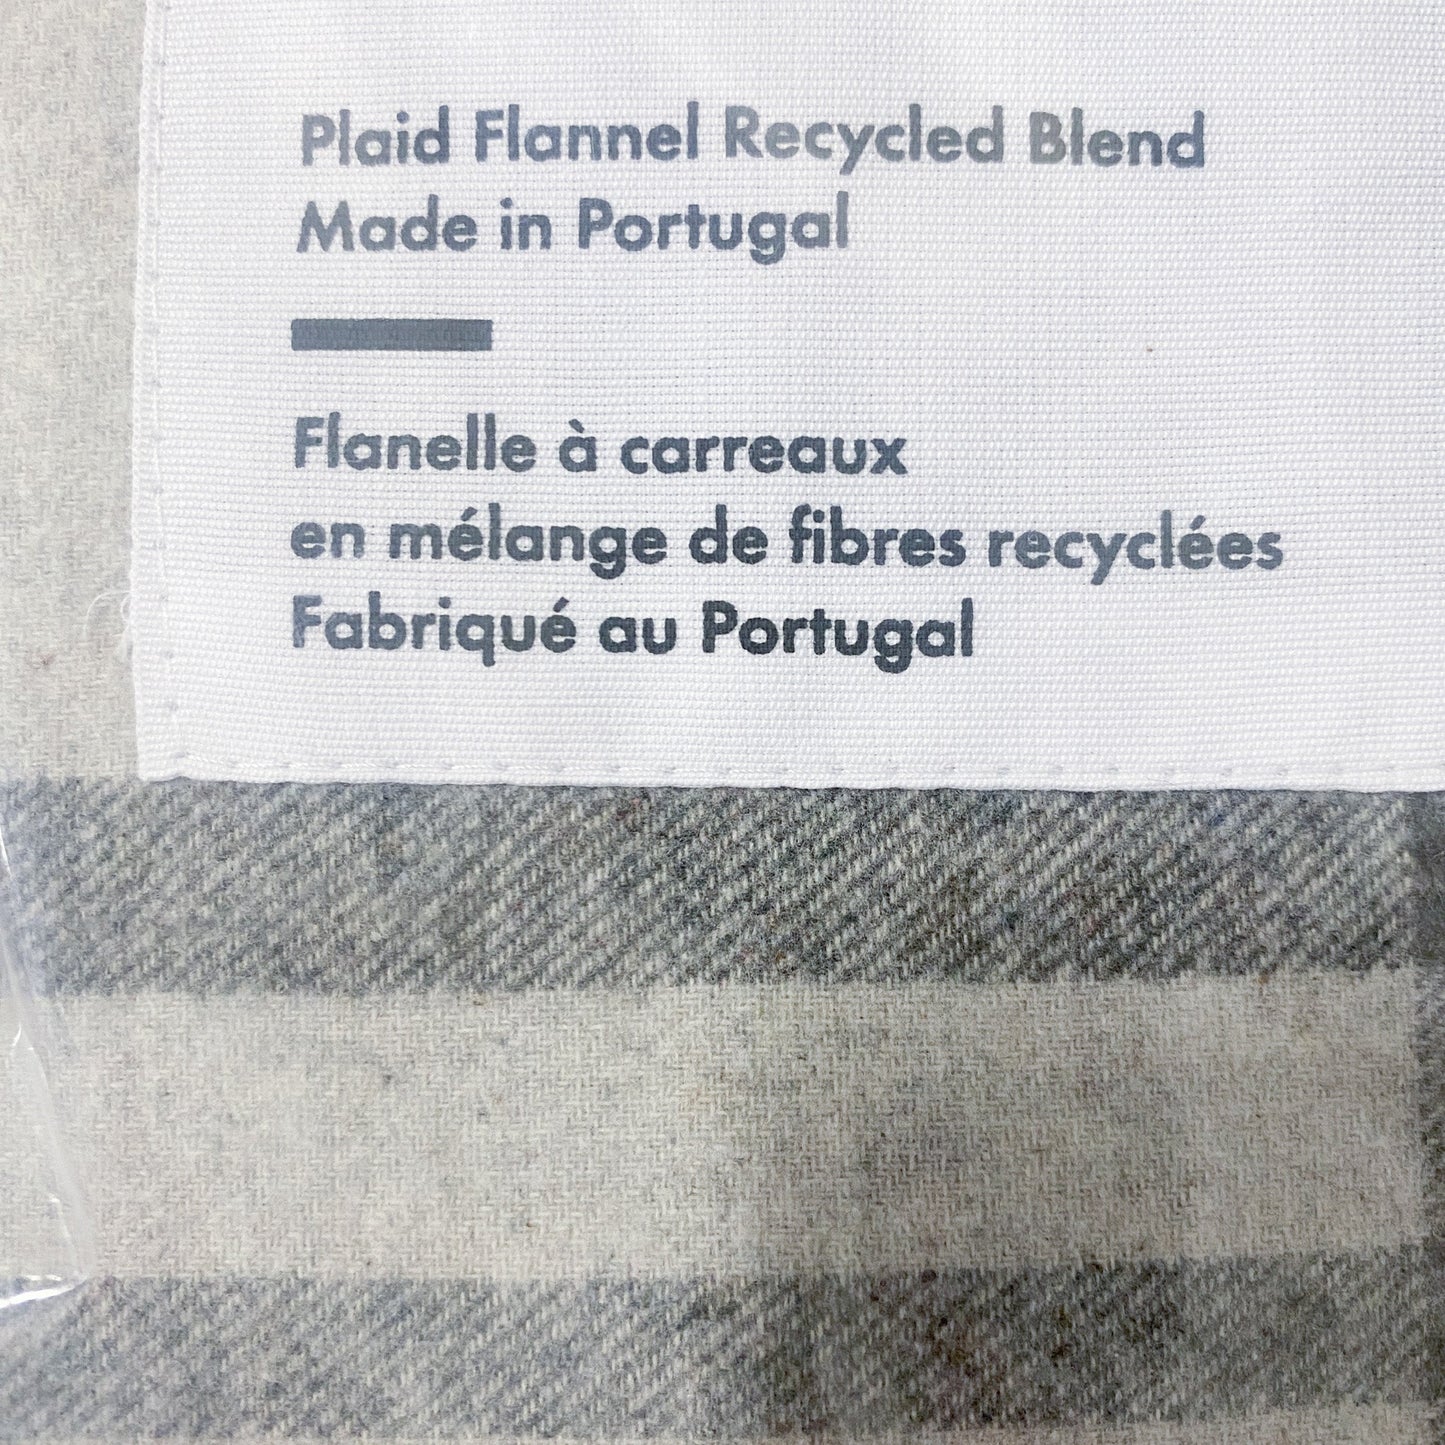 Plaid Flannel Recycled Blend
Made in Portugal
Flanelle à carreaux
en mélange de fibres recyclées
Fabriqué au Portugal